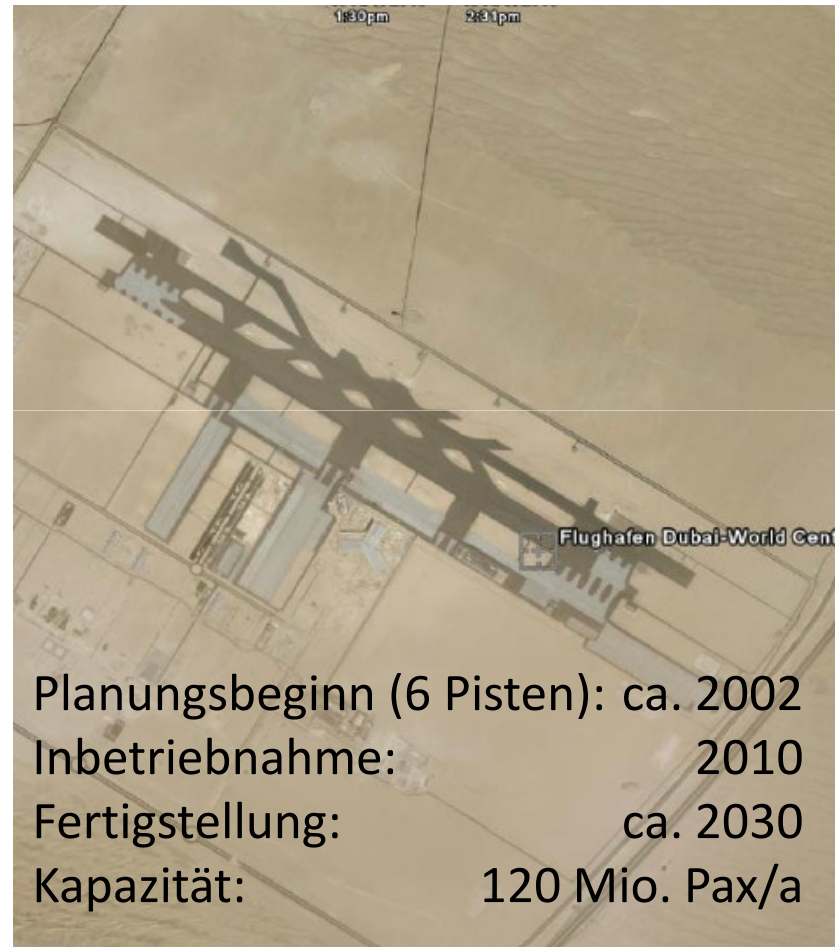 1:30pm 2:31pm
Flughafen Dubai-World Cent
Planungsbeginn (6 Pisten): ca. 2002
Inbetriebnahme: 2010
Fertigstellung: ca. 2030
Kapazität: 120 Mio. Pax/a